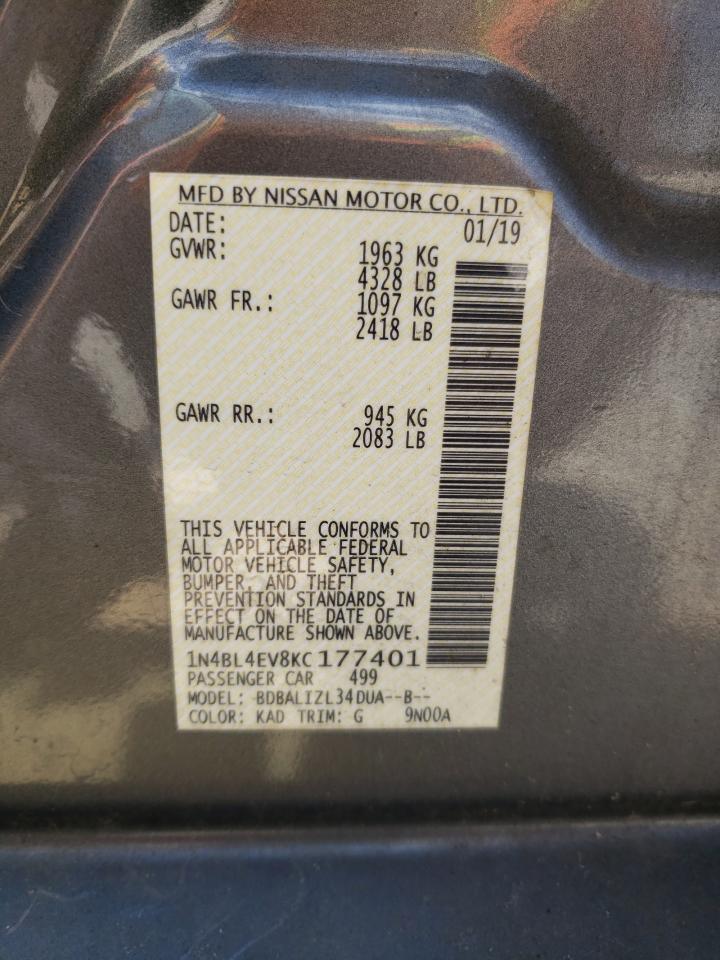 MFD BY NISSAN MOTOR CO., LTD.
DATE: 01/19
GVWR: 1963 KG
4328 LB
GAWR FR.: 1097 KG
2418 LB
GAWR RR.: 945 KG
2083 LB
THIS VEHICLE CONFORMS TO
ALL APPLICABLE FEDERAL
MOTOR VEHICLE SAFETY,
BUMPER, AND THEFT
PREVENTION STANDARDS IN
EFFECT ON THE DATE OF
MANUFACTURE SHOWN ABOVE.
1N4BL4EV8KC177401
PASSENGER CAR 499
MODEL: BDBALIZL34DUA--B--
COLOR: KAD TRIM: G 9N00A